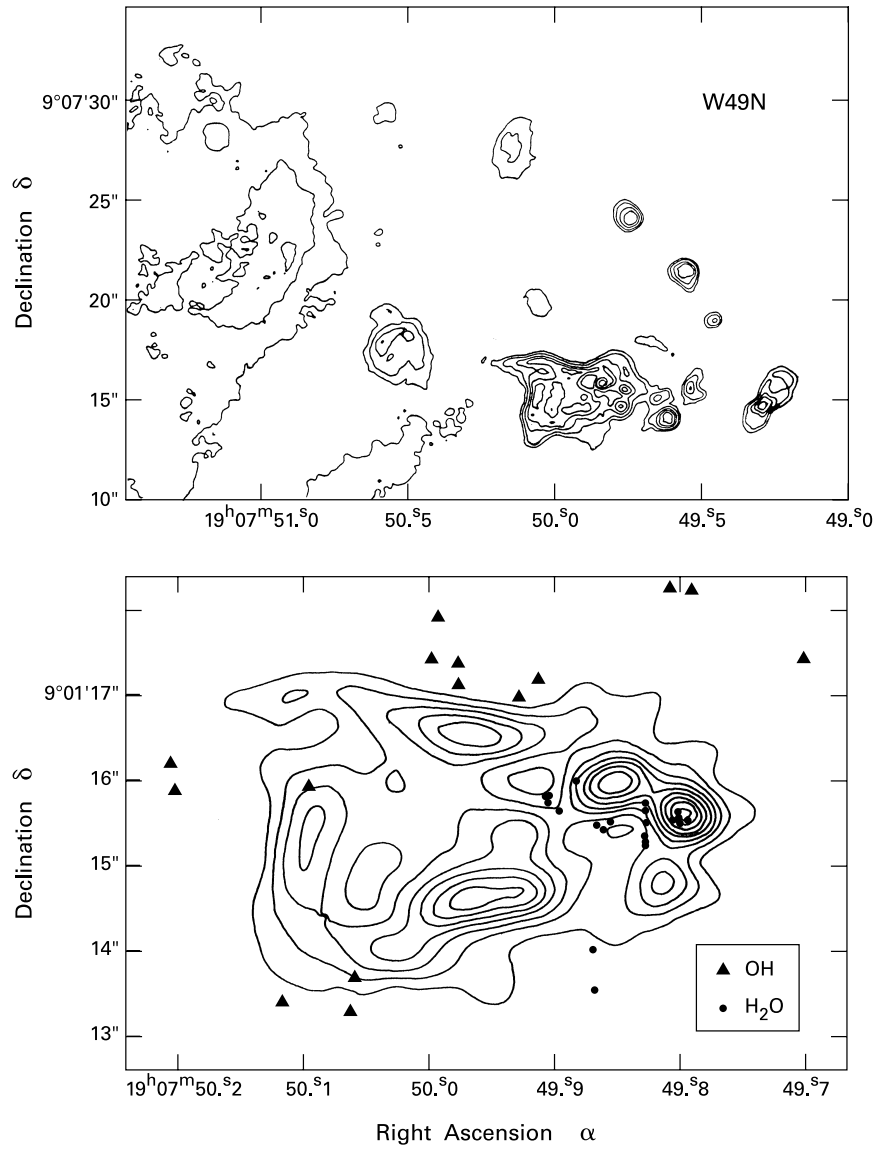 W49N
Declination δ
9°07'30"
25"
20"
15"
10"
19ʰ07ᵐ51.ˢ0
50.ˢ5
50.ˢ0
49.ˢ5
49.ˢ0
Declination δ
9°01'17"
16"
15"
14"
13"
OH
H₂O
19ʰ07ᵐ50.ˢ2
50.ˢ1
50.ˢ0
49.ˢ9
49.ˢ8
49.ˢ7
Right Ascension α